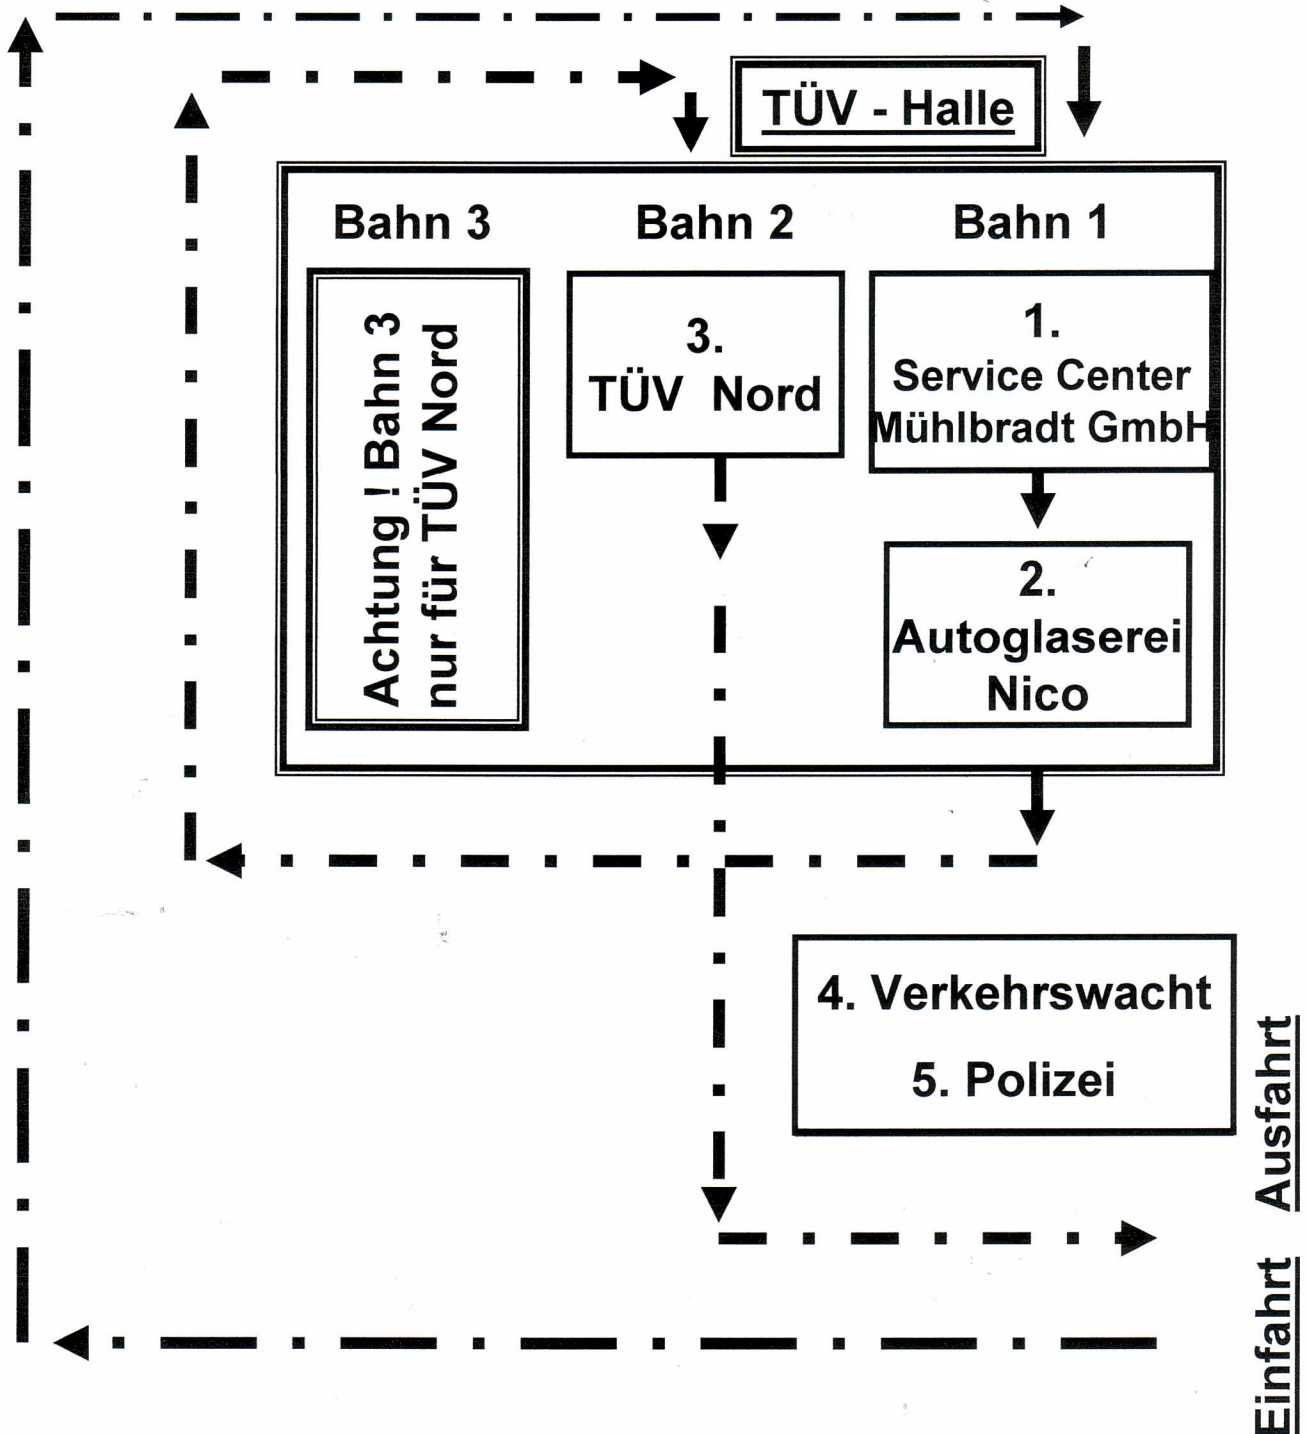 TÜV - Halle
Bahn 3
Bahn 2
Bahn 1
Achtung ! Bahn 3
nur für TÜV Nord
3.
TÜV Nord
1.
Service Center
Mühlbradt GmbH
2.
Autoglaserei
Nico
4. Verkehrswacht
5. Polizei
Ausfahrt
Einfahrt